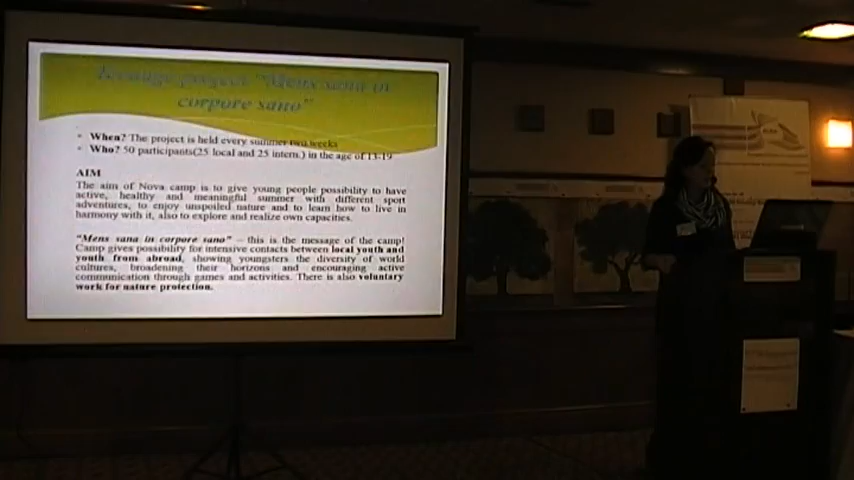 Teenage project "Mens sana in
corpore sano"
When? The project is held every summer two weeks
Who? 50 participants(25 local and 25 intern.) in the age of 13-19
AIM
The aim of Nova camp is to give young people possibility to have
active, healthy and meaningful summer with different sport
adventures, to enjoy unspoiled nature and to learn how to live in
harmony with it, also to explore and realize own capacities.
"Mens sana in corpore sano" – this is the message of the camp!
Camp gives possibility for intensive contacts between local youth and
youth from abroad, showing youngsters the diversity of world
cultures, broadening their horizons and encouraging active
communication through games and activities. There is also voluntary
work for nature protection.